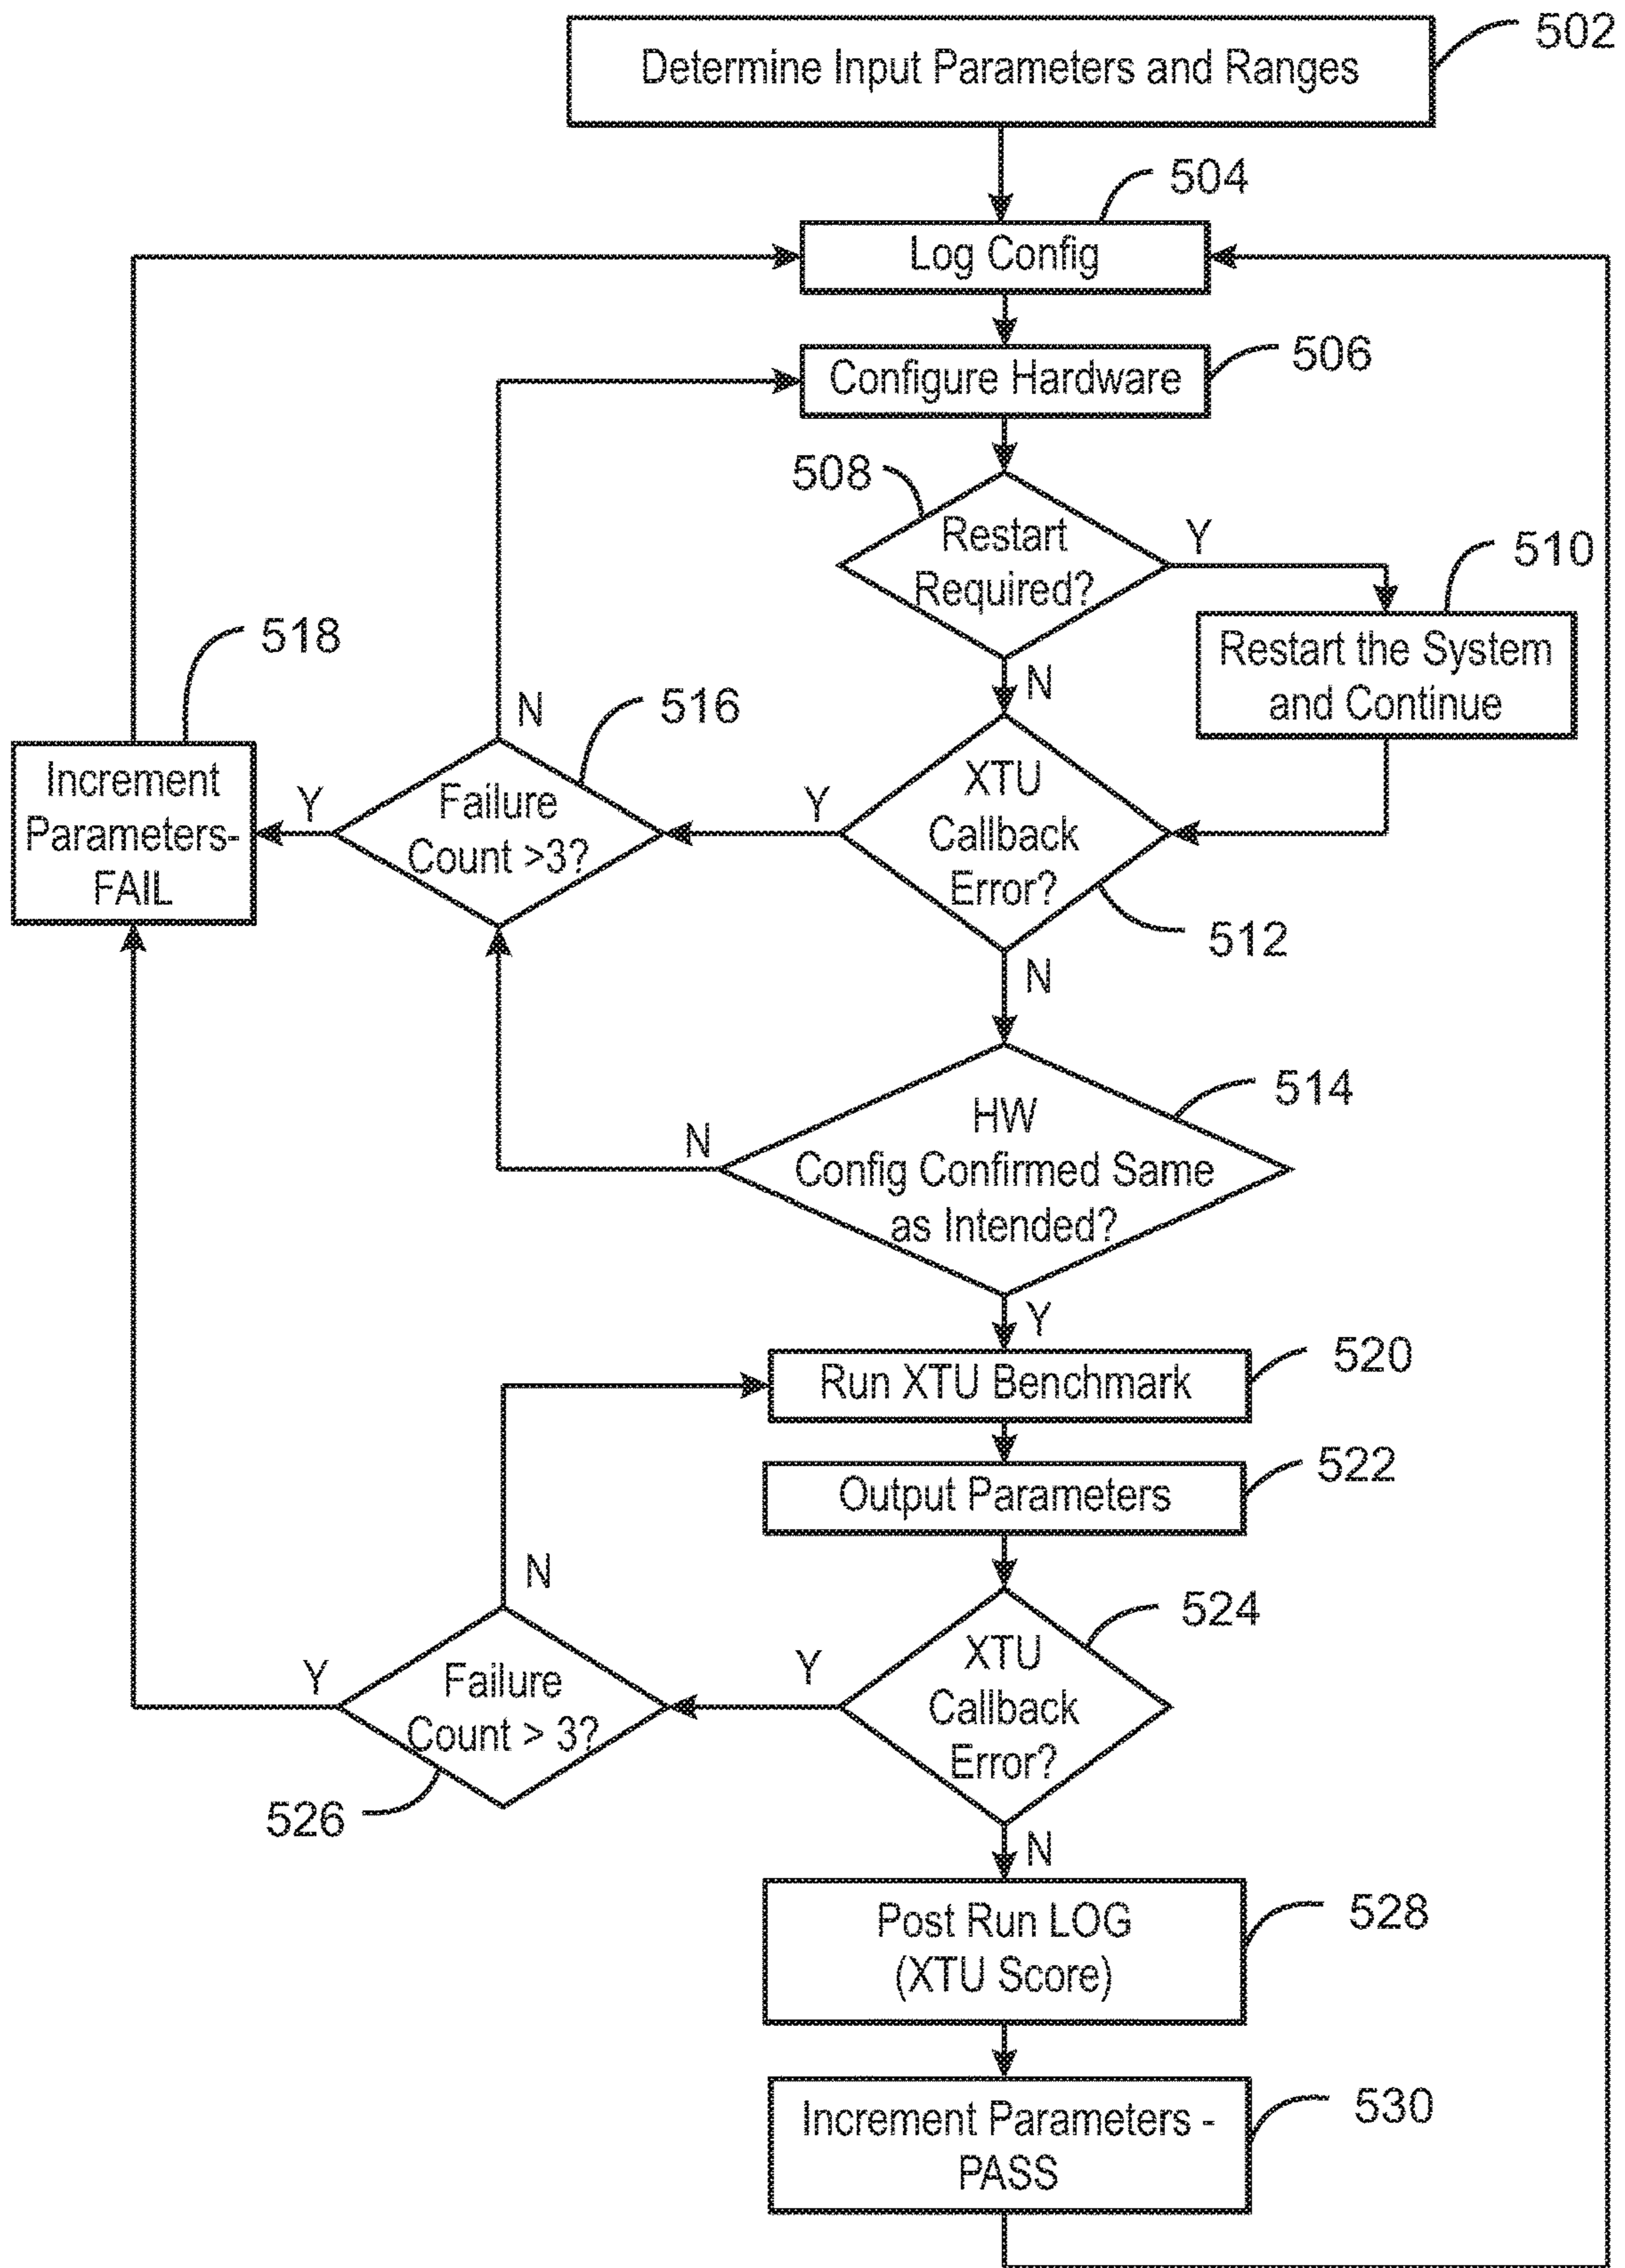 Determine Input Parameters and Ranges
502
504
Log Config
Configure Hardware
506
508
Restart
Required?
Y
510
Restart the System
and Continue
N
518
Increment
Parameters-
FAIL
Y
N
516
Failure
Count >3?
Y
XTU
Callback
Error?
512
N
514
HW
Config Confirmed Same
as Intended?
N
Y
Run XTU Benchmark
520
Output Parameters
522
N
524
XTU
Callback
Error?
Y
Failure
Count > 3?
Y
526
N
Post Run LOG
(XTU Score)
528
Increment Parameters -
PASS
530